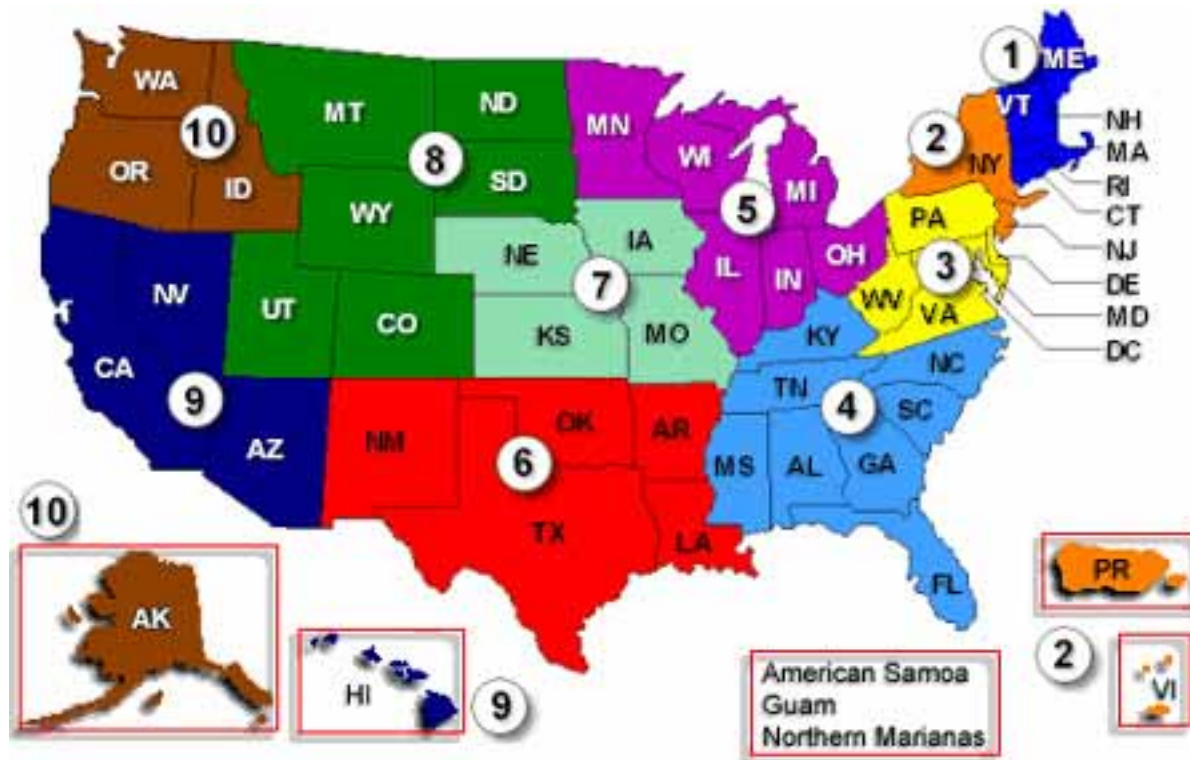 1
ME
WA
MT
ND
MN
VT
NH
10
2
MA
8
WI
NY
OR
ID
SD
MI
RI
WY
5
PA
CT
NE
IA
OH
NJ
NV
7
IL
IN
3
DE
UT
CO
WV
VA
MD
KS
MO
KY
DC
CA
NC
9
TN
4
SC
NM
OK
AR
AZ
6
MS
AL
GA
10
TX
LA
FL
PR
AK
2
HI
9
VI
American Samoa
Guam
Northern Marianas